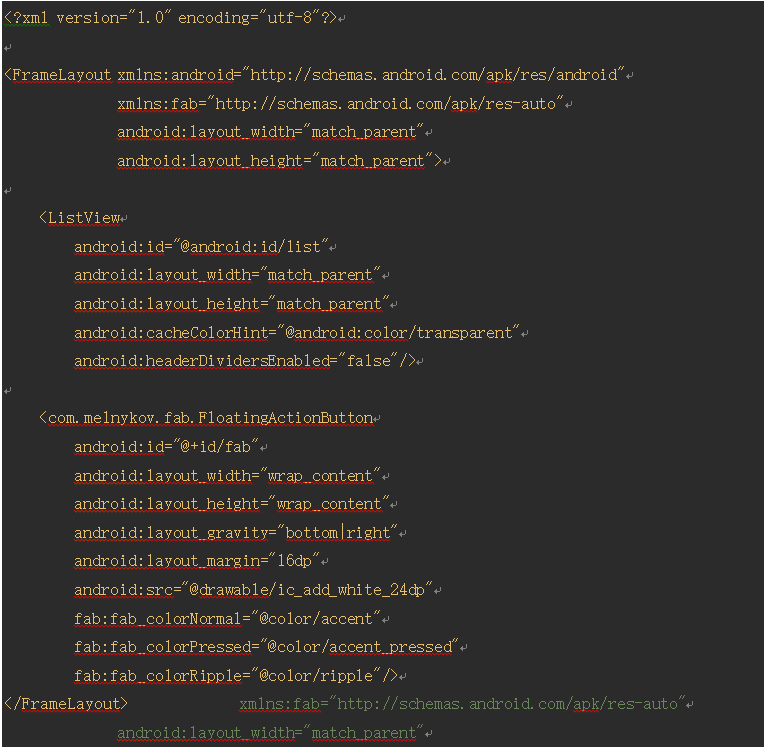 <?xml version="1.0" encoding="utf-8"?>
<FrameLayout xmlns:android="http://schemas.android.com/apk/res/android"
xmlns:fab="http://schemas.android.com/apk/res-auto"
android:layout_width="match_parent"
android:layout_height="match_parent">
<ListView
android:id="@android:id/list"
android:layout_width="match_parent"
android:layout_height="match_parent"
android:cacheColorHint="@android:color/transparent"
android:headerDividersEnabled="false"/>
<com.melnykov.fab.FloatingActionButton
android:id="@+id/fab"
android:layout_width="wrap_content"
android:layout_height="wrap_content"
android:layout_gravity="bottom|right"
android:layout_margin="16dp"
android:src="@drawable/ic_add_white_24dp"
fab:fab_colorNormal="@color/accent"
fab:fab_colorPressed="@color/accent_pressed"
fab:fab_colorRipple="@color/ripple"/>
</FrameLayout> xmlns:fab="http://schemas.android.com/apk/res-auto"
android:layout_width="match_parent"